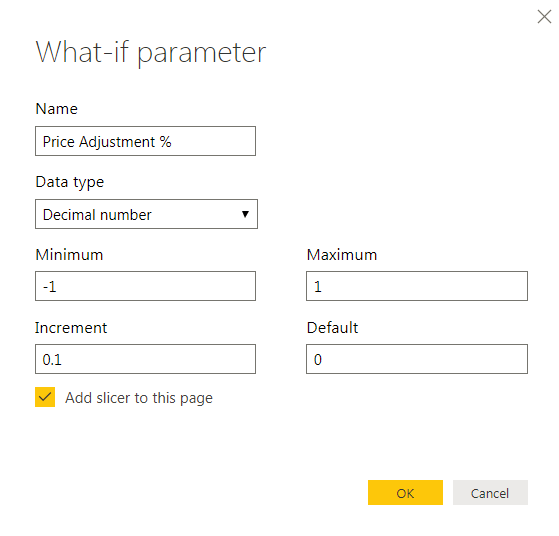 What-if parameter
Name
Price Adjustment %
Data type
Decimal number
Minimum
Maximum
-1
1
Increment
Default
0.1
0
Add slicer to this page
OK
Cancel